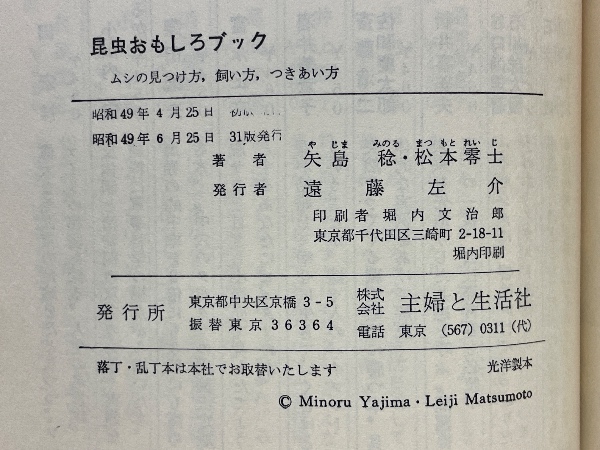 昆虫おもしろブック
ムシの見つけ方，飼い方，つきあい方
昭和49年4月25日
昭和49年6月25日 31版発行
や じま みのる まつ もと れい じ
著者 矢島 稔・松本零士
発行者 遠藤左介
印刷者 堀内文治郎
東京都千代田区三崎町 2-18-11
堀内印刷
発行所 東京都中央区京橋 3-5 株式会社 主婦と生活社
振替 東京 36364 電話 東京 (567) 0311 (代)
落丁・乱丁本は本社でお取替いたします 光洋製本
© Minoru Yajima・Leiji Matsumoto